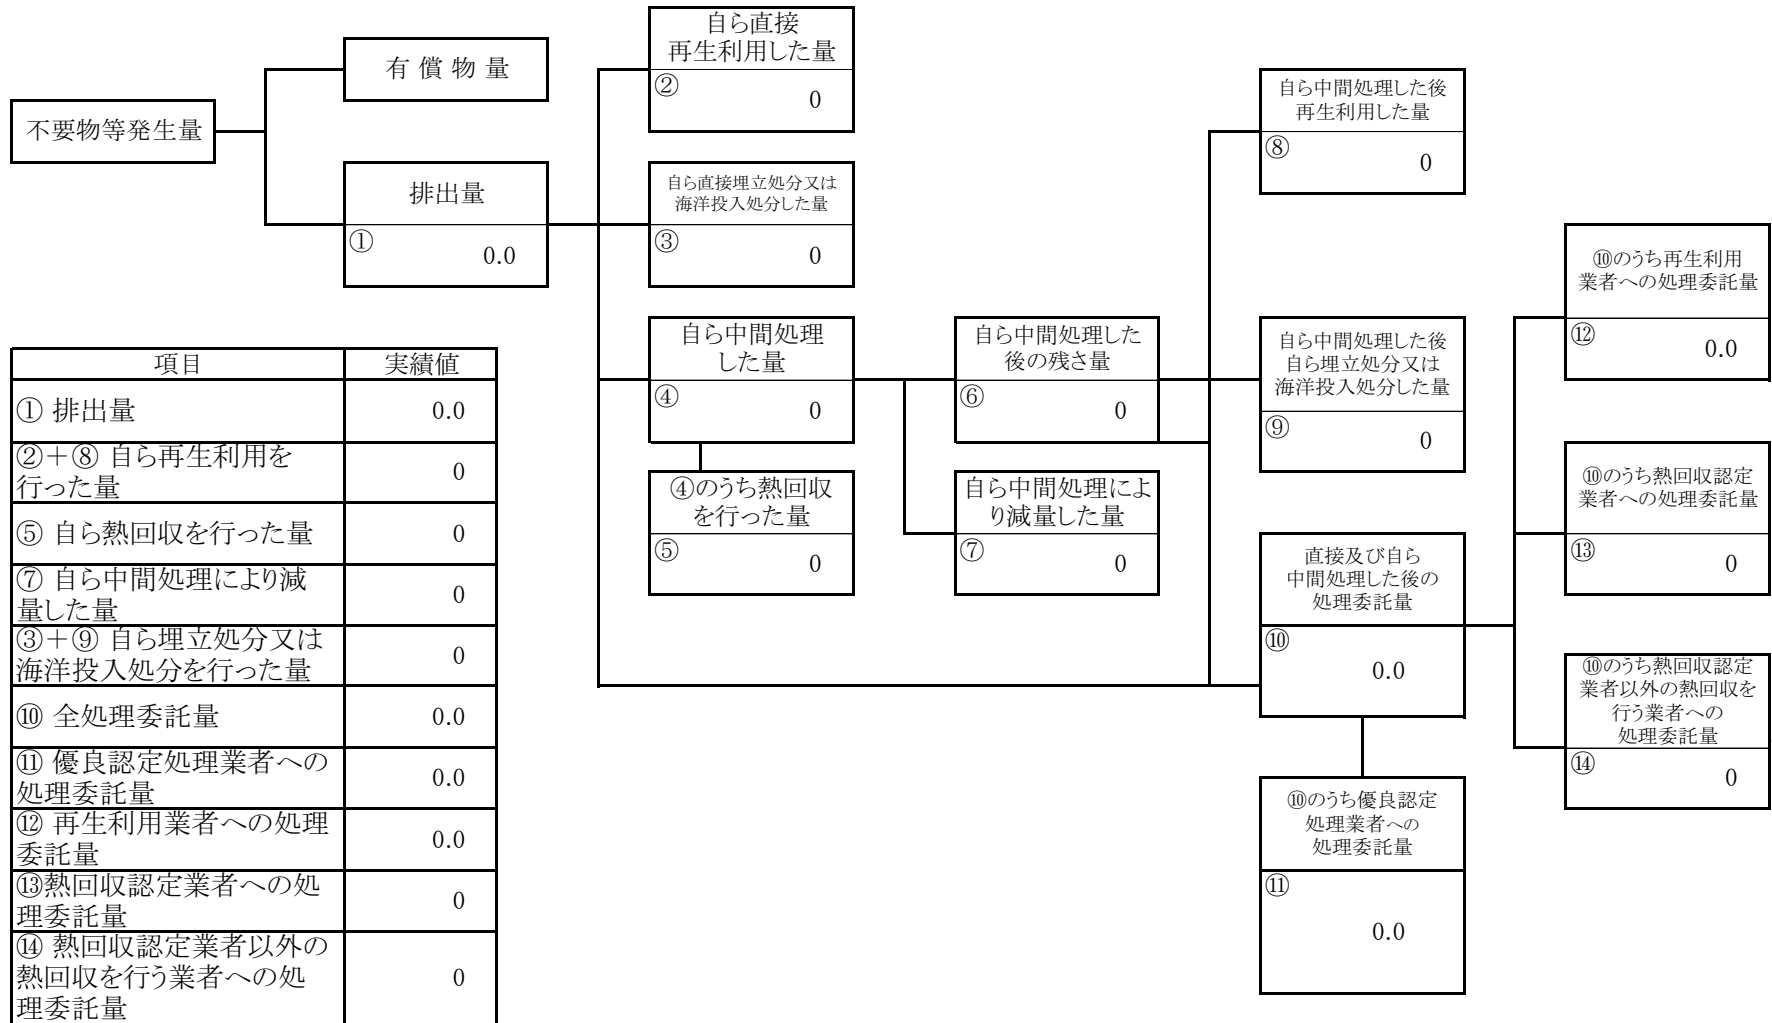 不要物等発生量
有 償 物 量
排出量
①
0.0
自ら直接
再生利用した量
②
0
自ら直接埋立処分又は
海洋投入処分した量
③
0
自ら中間処理
した量
④
0
④のうち熱回収
を行った量
⑤
0
自ら中間処理した
後の残さ量
⑥
0
自ら中間処理によ
り減量した量
⑦
0
自ら中間処理した後
再生利用した量
⑧
0
自ら中間処理した後
自ら埋立処分又は
海洋投入処分した量
⑨
0
直接及び自ら
中間処理した後の
処理委託量
⑩
0.0
⑩のうち優良認定
処理業者への
処理委託量
⑪
0.0
⑩のうち再生利用
業者への処理委託量
⑫
0.0
⑩のうち熱回収認定
業者への処理委託量
⑬
0
⑩のうち熱回収認定
業者以外の熱回収を
行う業者への
処理委託量
⑭
0
項目 実績値
① 排出量 0.0
②＋⑧ 自ら再生利用を
行った量 0
⑤ 自ら熱回収を行った量 0
⑦ 自ら中間処理により減
量した量 0
③＋⑨ 自ら埋立処分又は
海洋投入処分を行った量 0
⑩ 全処理委託量 0.0
⑪ 優良認定処理業者への
処理委託量 0.0
⑫ 再生利用業者への処理
委託量 0.0
⑬熱回収認定業者への処
理委託量 0
⑭ 熱回収認定業者以外の
熱回収を行う業者への処
理委託量 0